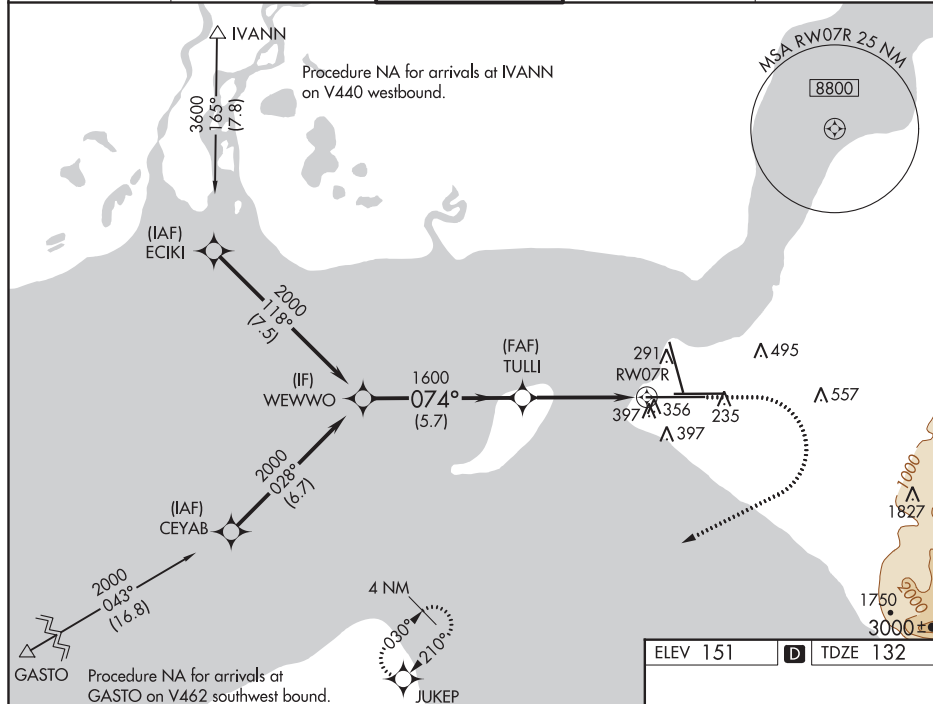 IVANN
Procedure NA for arrivals at IVANN
on V440 westbound.
MSA RW07R 25 NM
8800
3600
165°
(7.8)
(IAF)
ECIKI
2000
118°
(7.5)
(IF)
WEWWO
1600
074°
(5.7)
(FAF)
TULLI
291
RW07R
495
397
356
235
557
397
2000
028°
(6.7)
(IAF)
CEYAB
1000
1827
2000
043°
(16.8)
4 NM
030°
210°
1750
2000
3000±
GASTO
Procedure NA for arrivals at
GASTO on V462 southwest bound.
JUKEP
ELEV 151 D TDZE 132